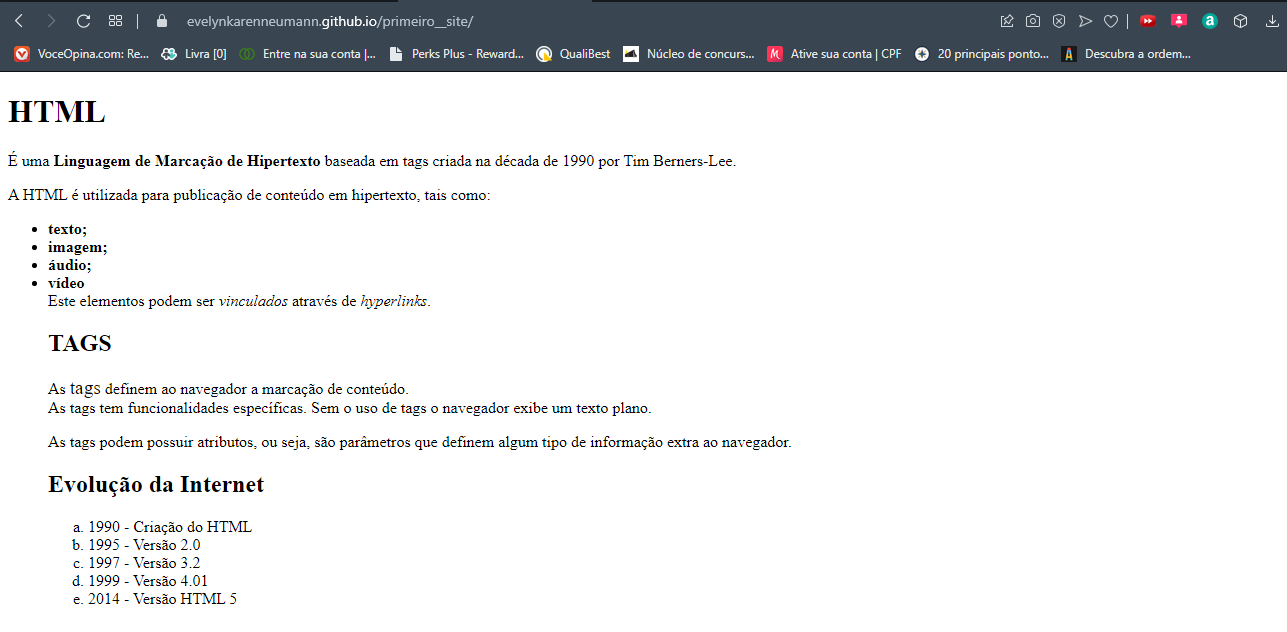 evelynkarenneumann.github.io/primeiro__site/
VoceOpina.com: Re... Livra [0] Entre na sua conta |... Perks Plus - Reward... QualiBest Núcleo de concurs... Ative sua conta | CPF 20 principais ponto... Descubra a ordem...
HTML
É uma Linguagem de Marcação de Hipertexto baseada em tags criada na década de 1990 por Tim Berners-Lee.
A HTML é utilizada para publicação de conteúdo em hipertexto, tais como:
• texto;
• imagem;
• áudio;
• vídeo
Este elementos podem ser vinculados através de hyperlinks.
TAGS
As tags definem ao navegador a marcação de conteúdo.
As tags tem funcionalidades específicas. Sem o uso de tags o navegador exibe um texto plano.
As tags podem possuir atributos, ou seja, são parâmetros que definem algum tipo de informação extra ao navegador.
Evolução da Internet
a. 1990 - Criação do HTML
b. 1995 - Versão 2.0
c. 1997 - Versão 3.2
d. 1999 - Versão 4.01
e. 2014 - Versão HTML 5